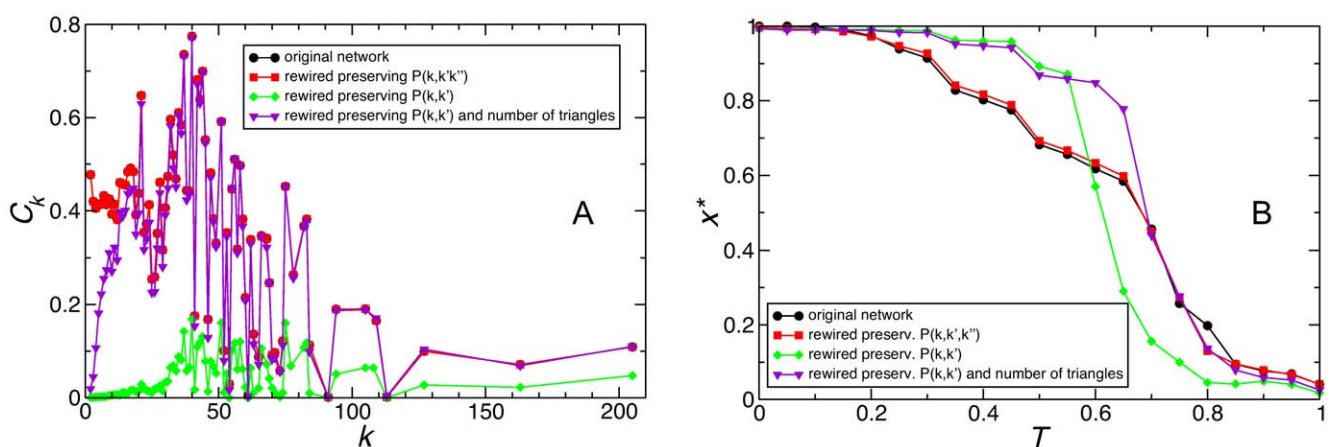 0.8
0.6
0.4
0.2
0
0 50 100 150 200
C_k
k
A
original network
rewired preserving P(k,k'k'')
rewired preserving P(k,k')
rewired preserving P(k,k') and number of triangles
1
0.8
0.6
0.4
0.2
0
0 0.2 0.4 0.6 0.8 1
x*
T
B
original network
rewired preserv. P(k,k',k'')
rewired preserv. P(k,k')
rewired preserv. P(k,k') and number of triangles